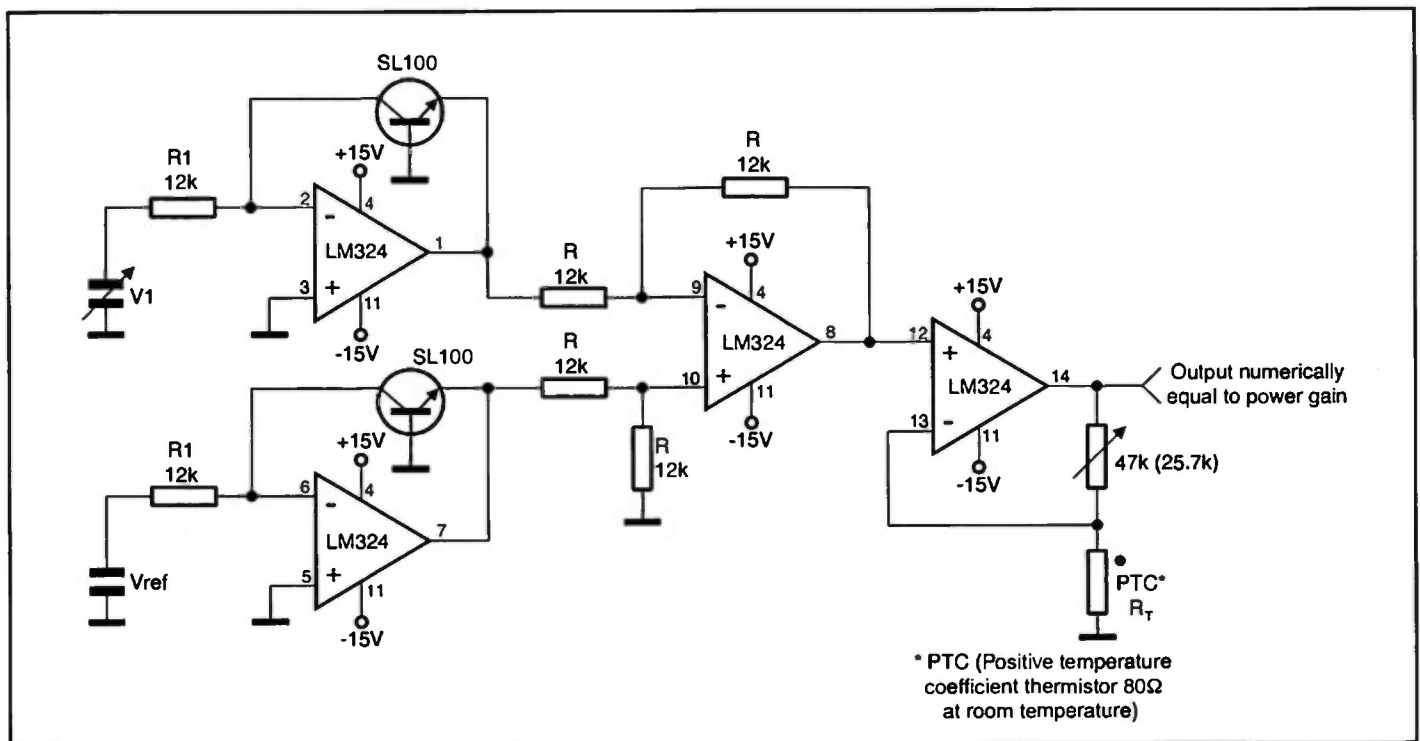 SL100
R1
12k
+15V
2
-
4
LM324
1
3
+
11
-15V
V1
SL100
R1
12k
+15V
6
-
4
LM324
7
5
+
11
-15V
Vref
R
12k
R
12k
R
12k
R
12k
+15V
9
-
4
LM324
8
10
+
11
-15V
+15V
12
+
4
LM324
14
13
-
11
-15V
Output numerically
equal to power gain
47k (25.7k)
PTC*
RT
* PTC (Positive temperature
coefficient thermistor 80Ω
at room temperature)